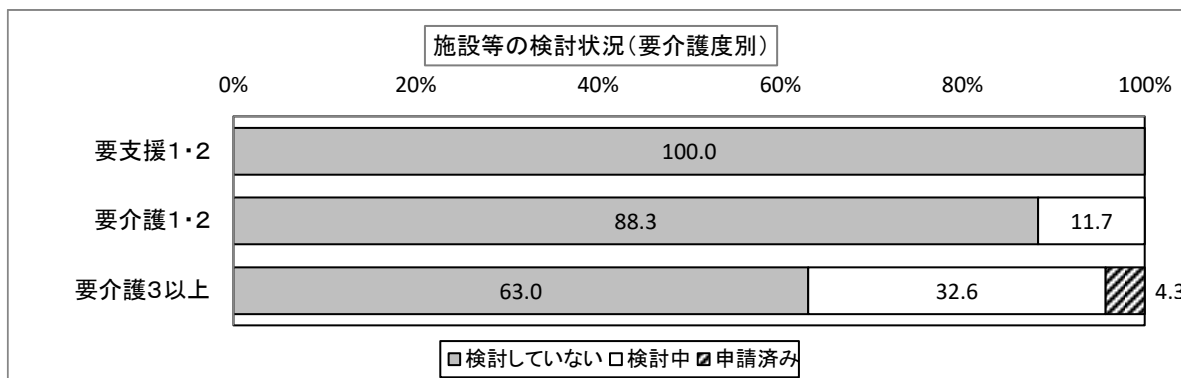 施設等の検討状況(要介護度別)
0% 20% 40% 60% 80% 100%
要支援1・2 100.0
要介護1・2 88.3 11.7
要介護3以上 63.0 32.6 4.3
検討していない 検討中 申請済み